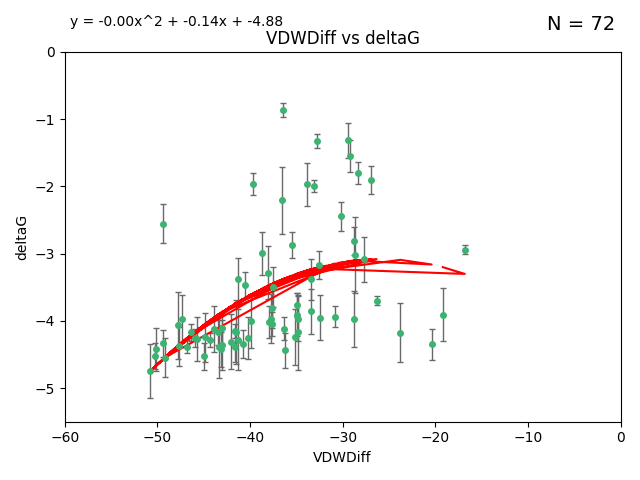 y = -0.00x^2 + -0.14x + -4.88
N = 72
VDWDiff vs deltaG
0
−1
−2
−3
−4
−5
deltaG
−60
−50
−40
−30
−20
−10
0
VDWDiff